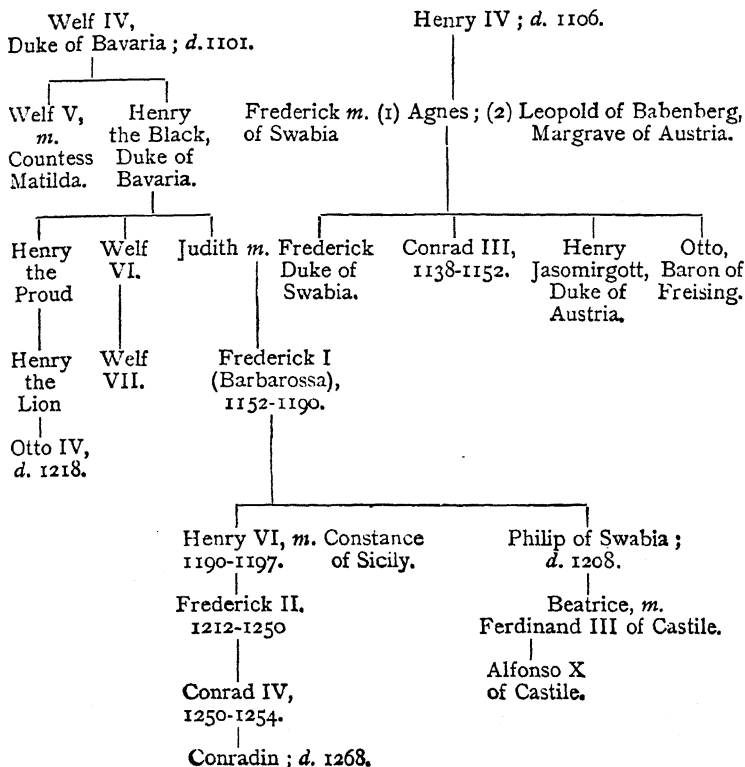 Welf IV,
Duke of Bavaria; d. 1101.
Henry IV; d. 1106.
Welf V,
m.
Countess
Matilda.
Henry
the Black,
Duke of
Bavaria.
Frederick m. (1) Agnes; (2) Leopold of Babenberg,
of Swabia
Margrave of Austria.
Henry
the
Proud
Welf
VI.
Judith m. Frederick
Duke of
Swabia.
Conrad III,
1138-1152.
Henry
Jasomirgott,
Duke of
Austria.
Otto,
Baron of
Freising.
Henry
the
Lion
Welf
VII.
Frederick I
(Barbarossa),
1152-1190.
Otto IV,
d. 1218.
Henry VI, m. Constance
1190-1197. of Sicily.
Philip of Swabia;
d. 1208.
Frederick II.
1212-1250
Beatrice, m.
Ferdinand III of Castile.
Conrad IV,
1250-1254.
Alfonso X
of Castile.
Conradin; d. 1268.